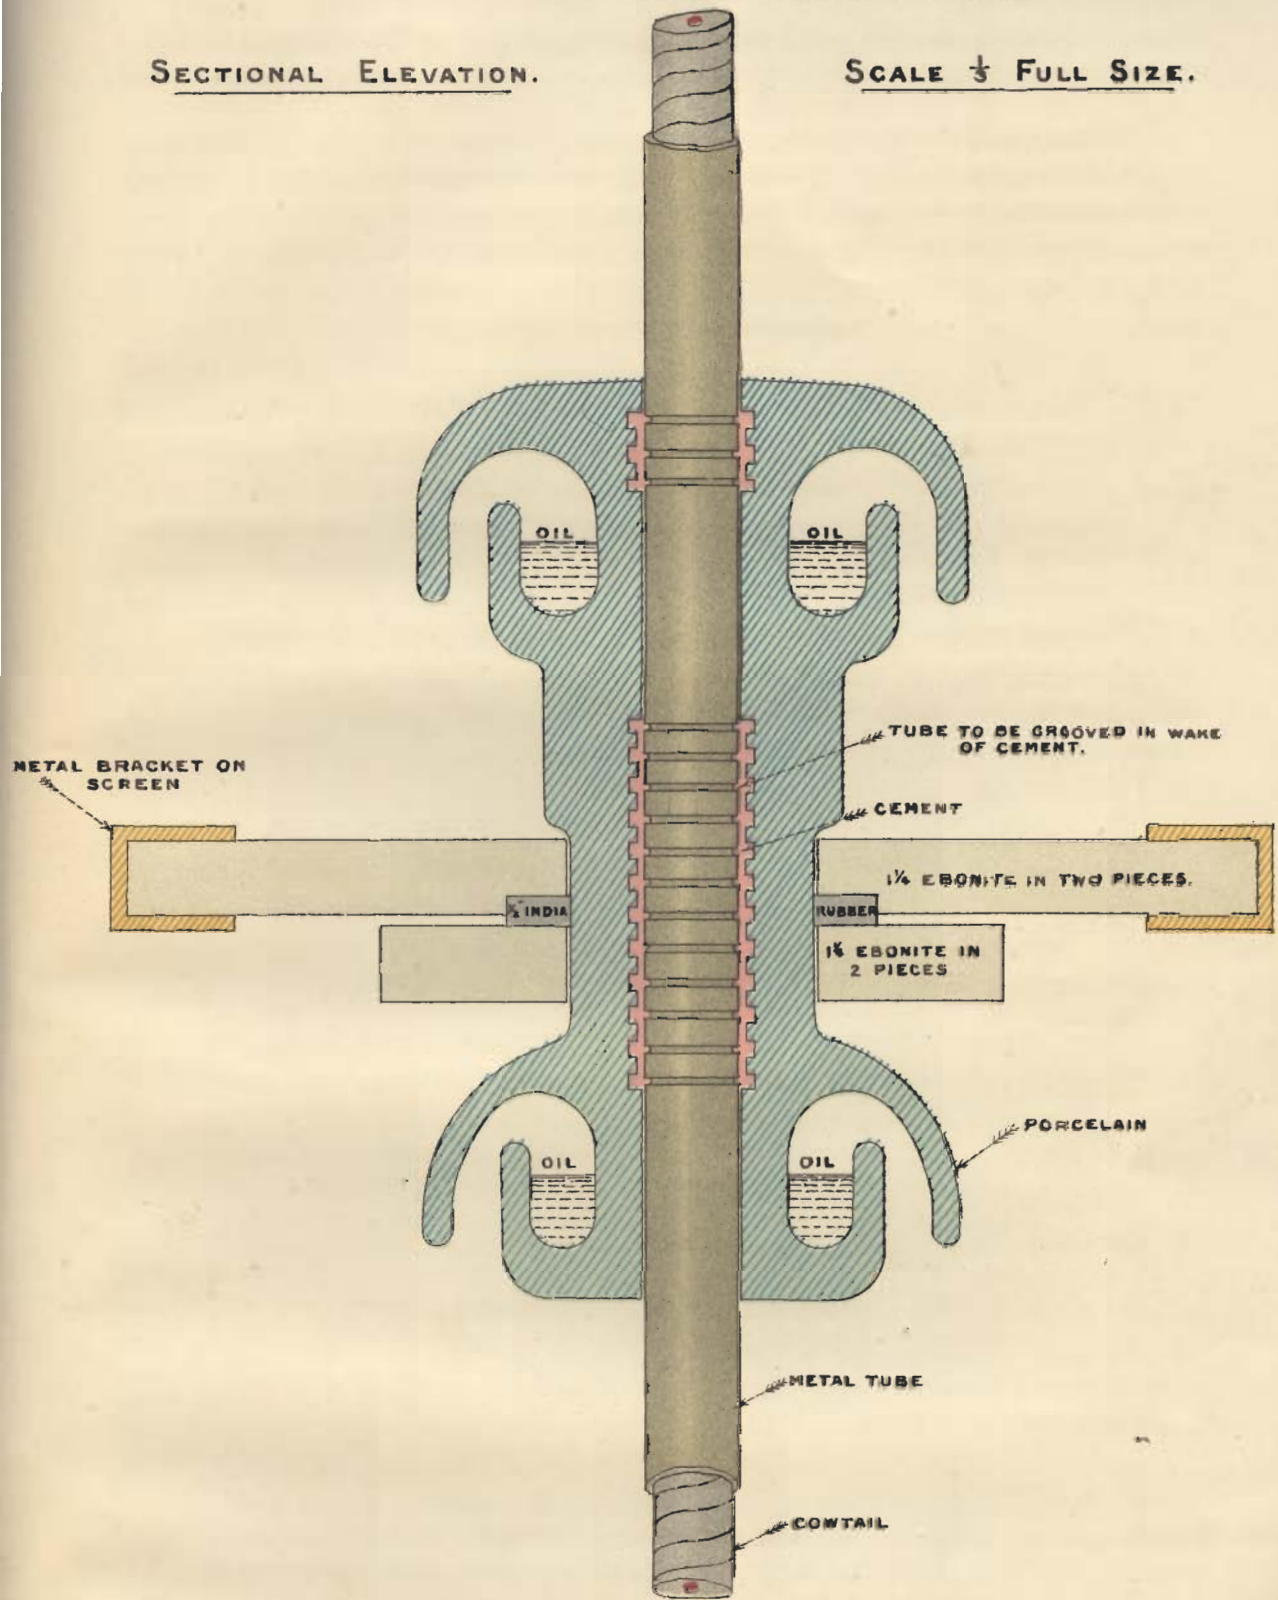 SECTIONAL ELEVATION.
SCALE ⅓ FULL SIZE.
OIL
OIL
TUBE TO BE GROOVED IN WAKE
OF CEMENT.
METAL BRACKET ON
SCREEN
CEMENT
1¼ EBONITE IN TWO PIECES.
½" INDIA
RUBBER
1¼ EBONITE IN
2 PIECES
PORCELAIN
OIL
OIL
METAL TUBE
COWTAIL